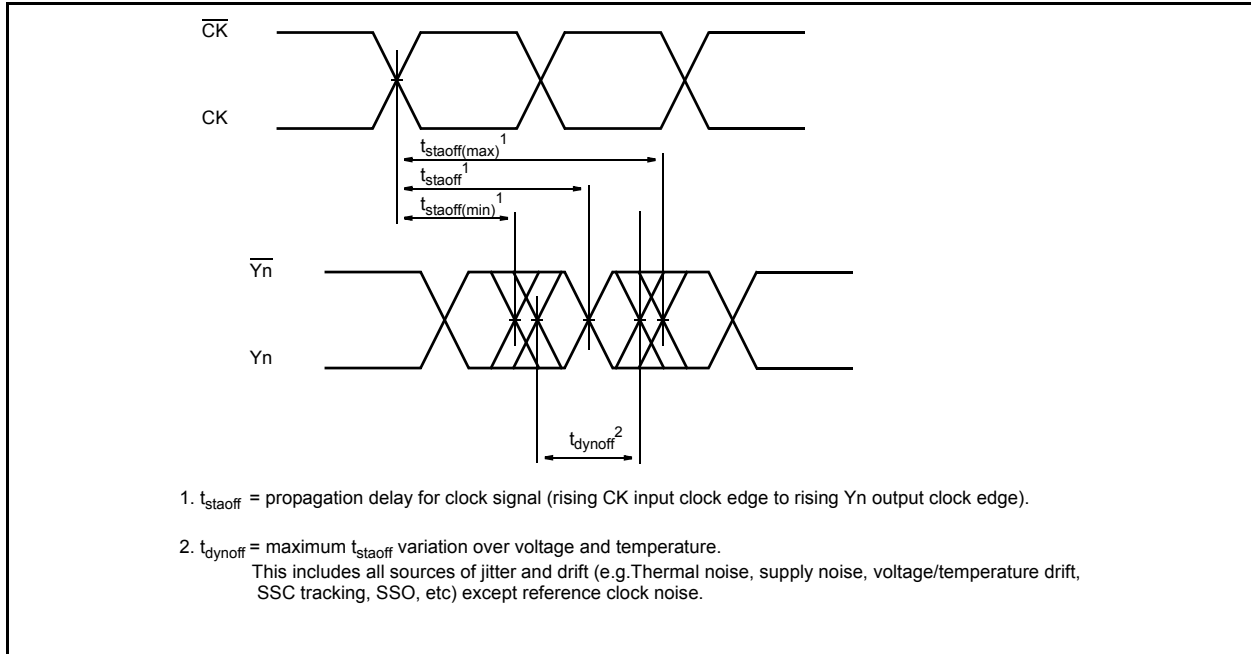 C̅K̅
CK
tstaoff(max)1
tstaoff1
tstaoff(min)1
Y̅n̅
Yn
tdynoff2
1. tstaoff = propagation delay for clock signal (rising CK input clock edge to rising Yn output clock edge).
2. tdynoff = maximum tstaoff variation over voltage and temperature.
This includes all sources of jitter and drift (e.g.Thermal noise, supply noise, voltage/temperature drift,
SSC tracking, SSO, etc) except reference clock noise.